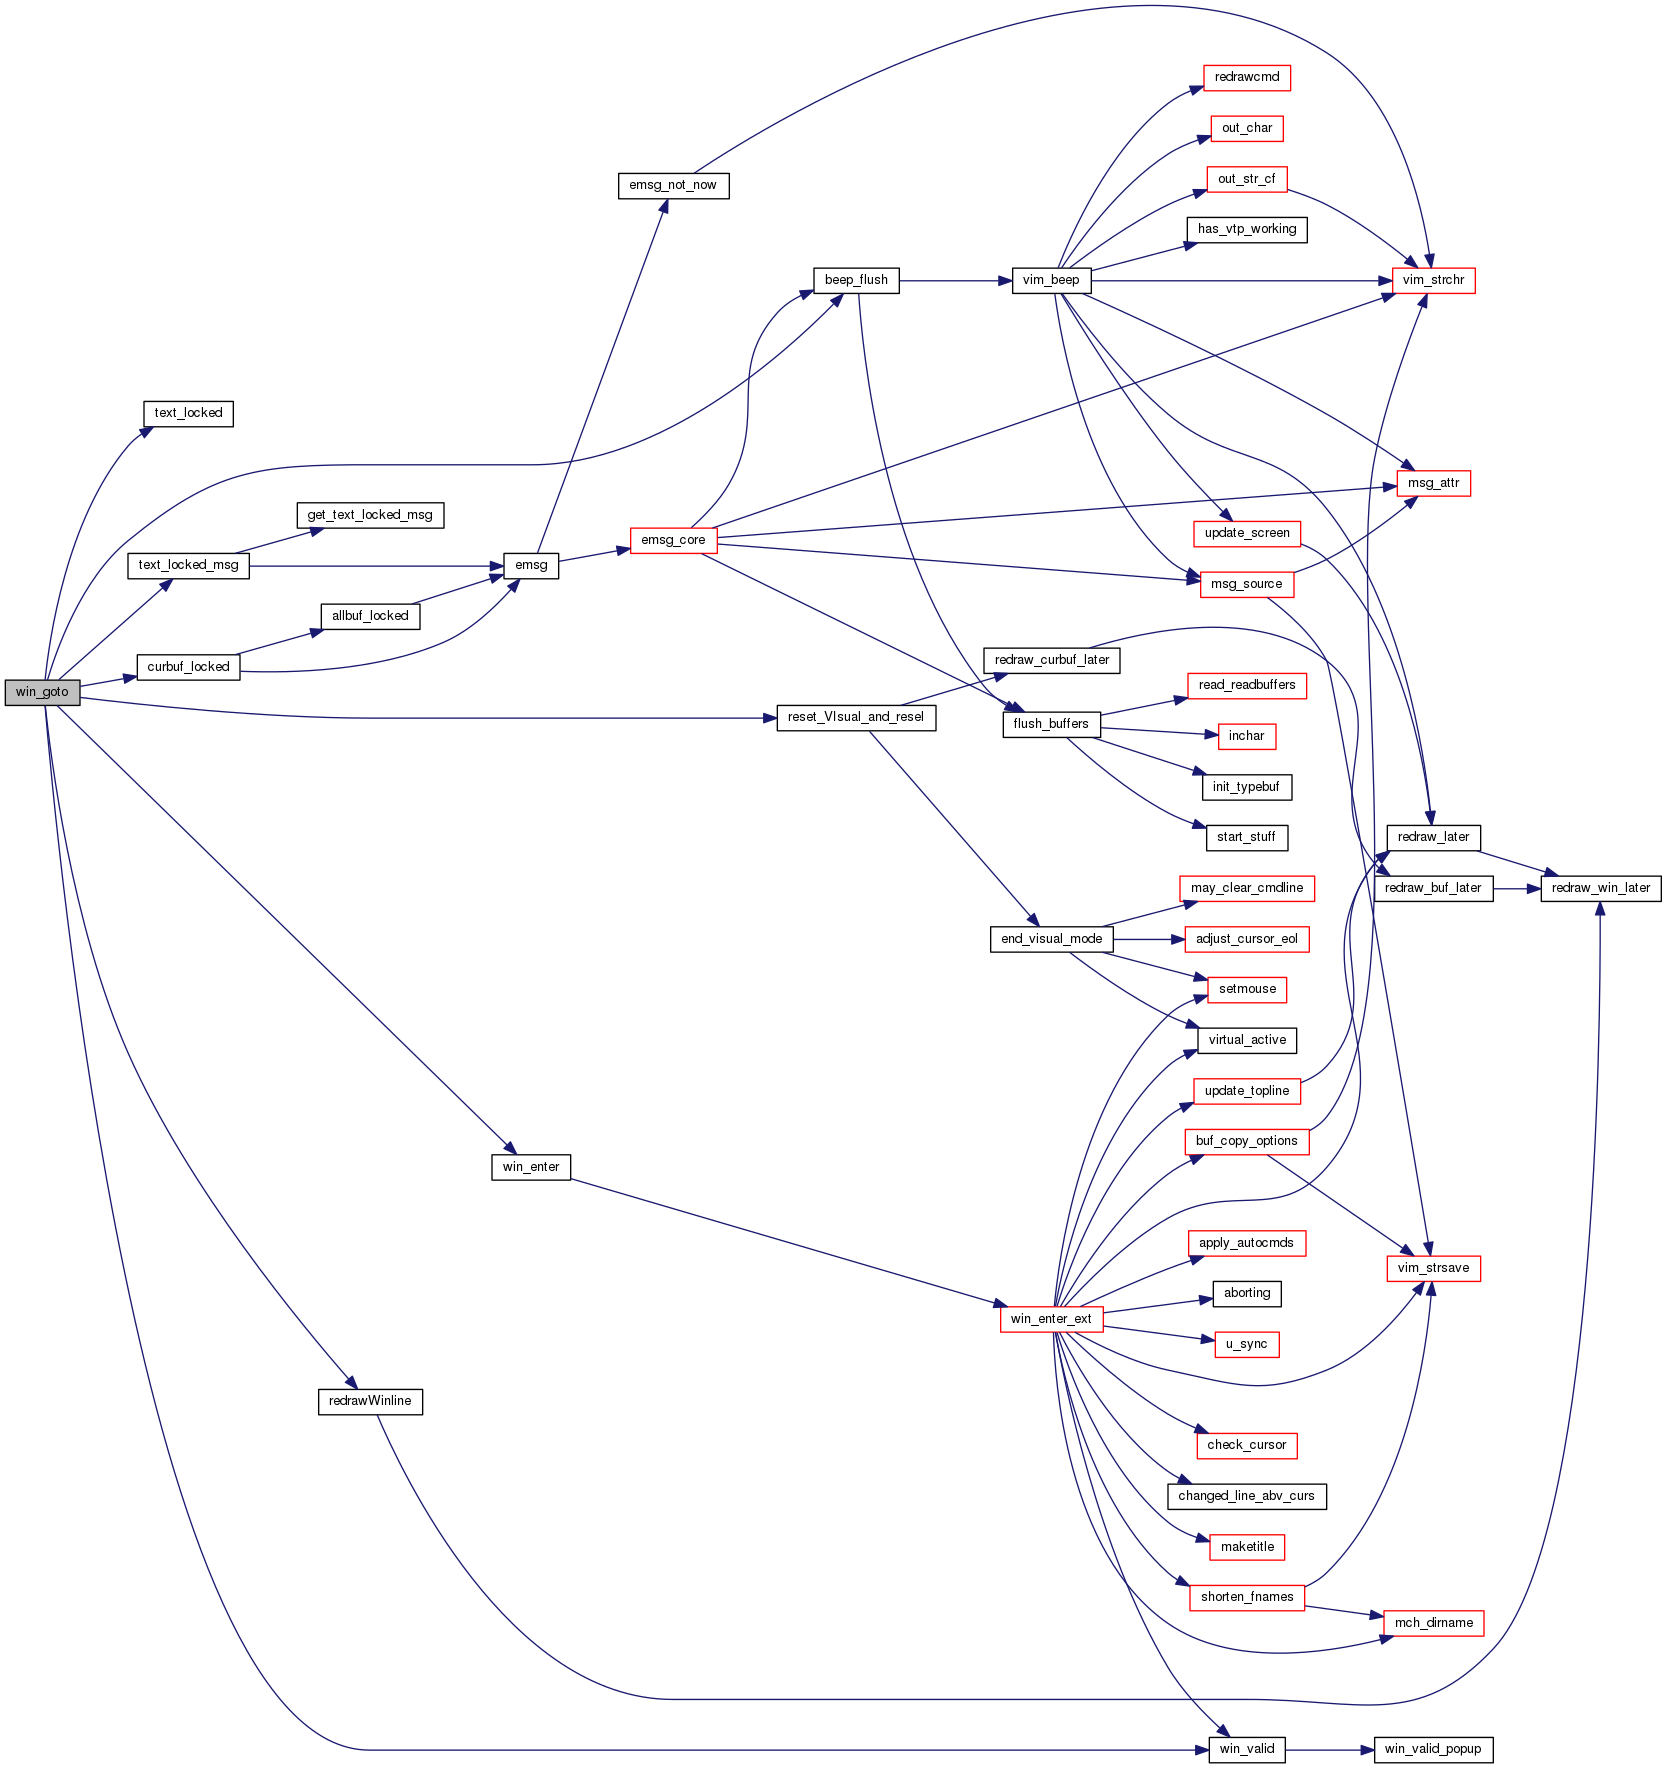 redrawcmd
out_char
out_str_cf
emsg_not_now
has_vtp_working
beep_flush
vim_beep
vim_strchr
text_locked
msg_attr
get_text_locked_msg
update_screen
emsg_core
text_locked_msg
emsg
msg_source
allbuf_locked
redraw_curbuf_later
curbuf_locked
read_readbuffers
win_goto
reset_VIsual_and_resel
flush_buffers
inchar
init_typebuf
start_stuff
redraw_later
may_clear_cmdline
redraw_buf_later
redraw_win_later
end_visual_mode
adjust_cursor_eol
setmouse
virtual_active
update_topline
buf_copy_options
win_enter
apply_autocmds
vim_strsave
aborting
win_enter_ext
u_sync
redrawWinline
check_cursor
changed_line_abv_curs
maketitle
shorten_fnames
mch_dirname
win_valid
win_valid_popup